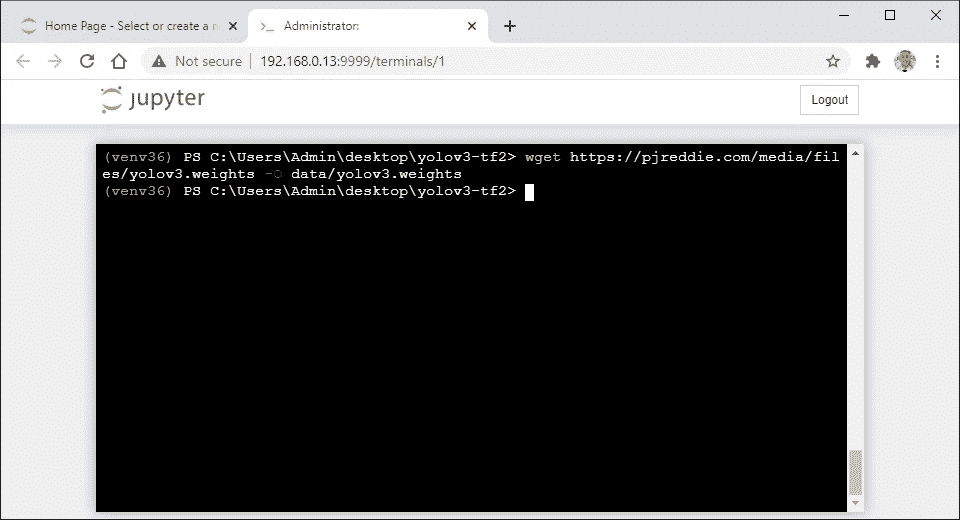 Home Page - Select or create a n
Administrator:
Not secure
192.168.0.13:9999/terminals/1
jupyter
Logout
(venv36) PS C:\Users\Admin\desktop\yolov3-tf2> wget https://pjreddie.com/media/fil
es/yolov3.weights -O data/yolov3.weights
(venv36) PS C:\Users\Admin\desktop\yolov3-tf2>